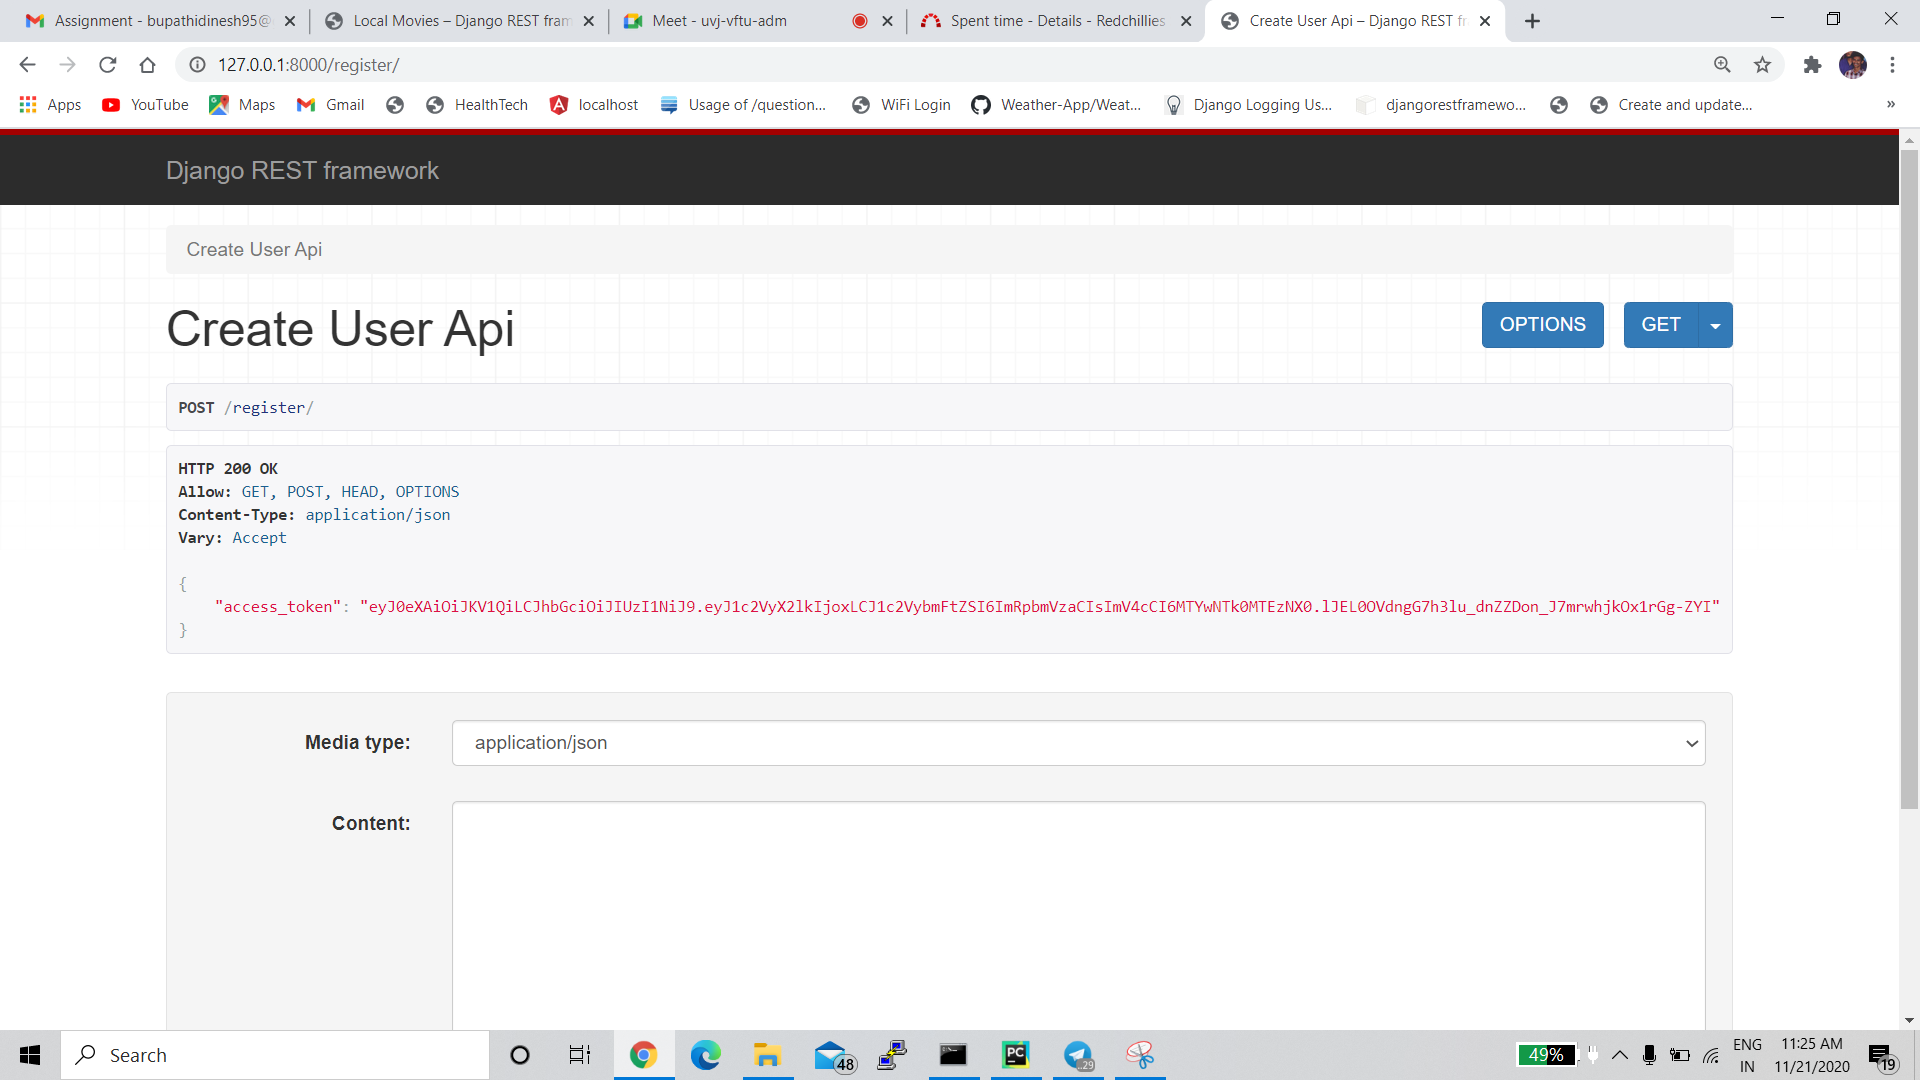 Assignment - bupathidinesh95@
Local Movies – Django REST fram
Meet - uvj-vftu-adm
Spent time - Details - Redchillies
Create User Api – Django REST fr
127.0.0.1:8000/register/
Apps
YouTube
Maps
Gmail
HealthTech
localhost
Usage of /question...
WiFi Login
Weather-App/Weat...
Django Logging Us...
djangorestframewo...
Create and update...
»
Django REST framework
Create User Api
Create User Api
OPTIONS
GET
POST /register/
HTTP 200 OK
Allow: GET, POST, HEAD, OPTIONS
Content-Type: application/json
Vary: Accept
{
"access_token": "eyJ0eXAiOiJKV1QiLCJhbGciOiJIUzI1NiJ9.eyJ1c2VyX2lkIjoxLCJ1c2VybmFtZSI6ImRpbmVzaCIsImV4cCI6MTYwNTk0MTEzNX0.lJEL0OVdngG7h3lu_dnZZDon_J7mrwhjkOx1rGg-ZYI"
}
Media type:
application/json
Content:
Search
48
PC
29
49%
ENG
IN
11:25 AM
11/21/2020
19